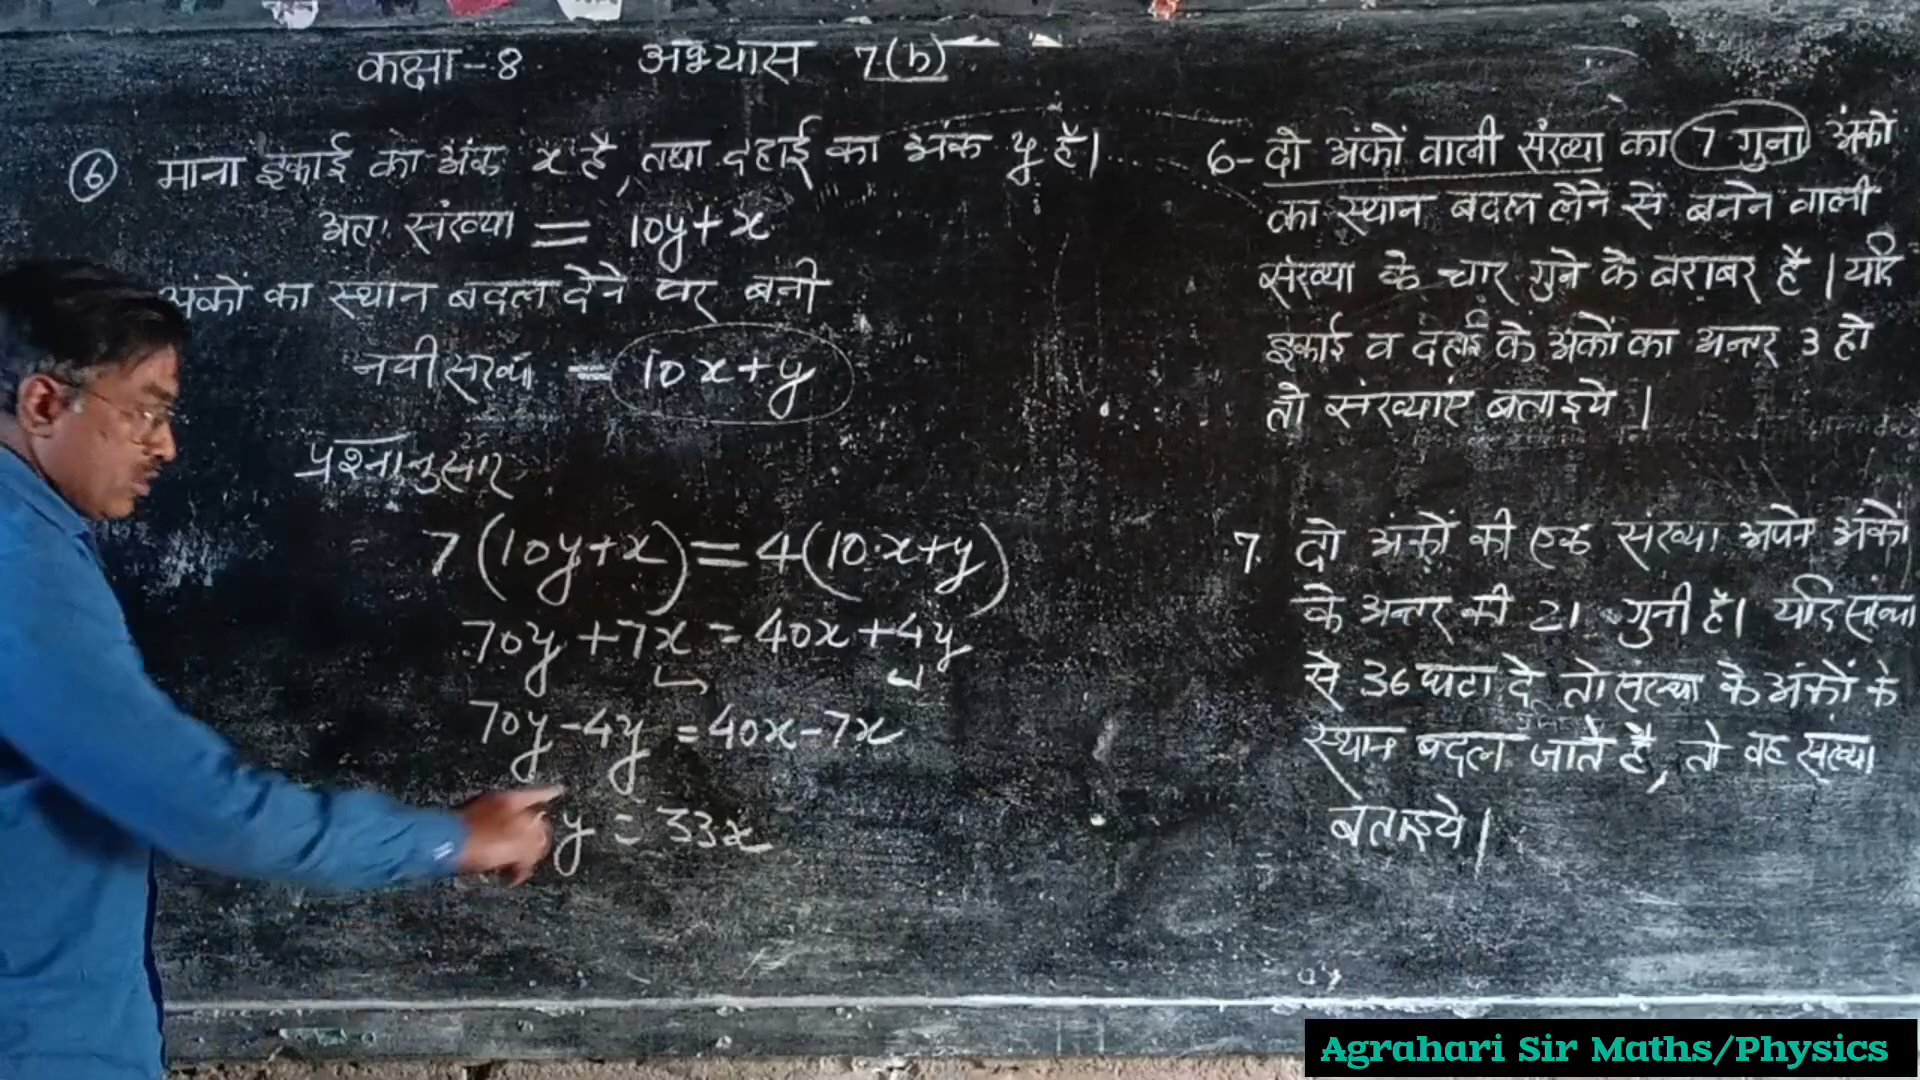 कक्षा-8 अभ्यास 7(b)
⑥ माना इकाई का अंक x है, तथा दहाई का अंक y है।
अतः संख्या = 10y+x
अंको का स्थान बदल देने पर बनी
नयी संख्या = 10x+y
प्रश्नानुसार
7(10y+x)=4(10x+y)
70y+7x=40x+4y
70y-4y=40x-7x
y=33x
6- दो अंकों वाली संख्या का 7 गुना अंको
का स्थान बदल लेने से बनने वाली
संख्या के चार गुने के बराबर है। यदि
इकाई व दहाई के अंकों का अन्तर 3 हो
तो संख्याएं बताइये।
7. दो अंकों की एक संख्या अपने अंकों
के अन्तर की 21 गुनी है। यदि संख्या
से 36 घटा दे तो संख्या के अंकों के
स्थान बदल जाते है, तो वह संख्या
बताइये।
Agrahari Sir Maths/Physics